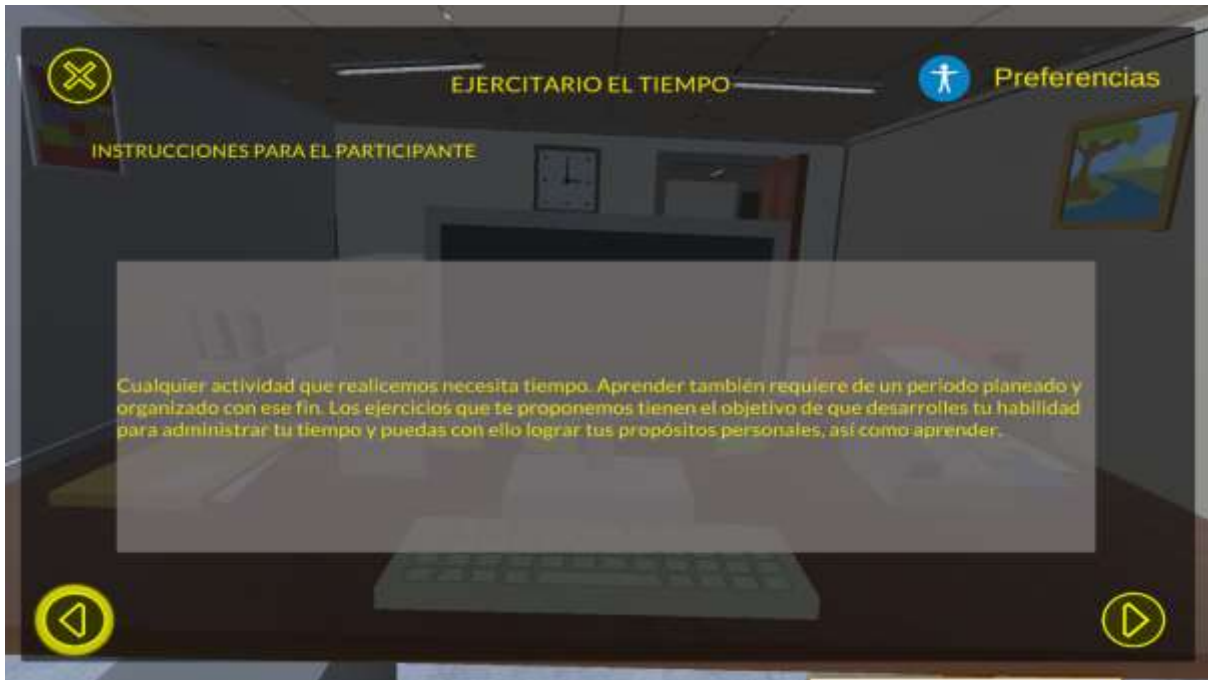 EJERCITARIO EL TIEMPO
Preferencias
INSTRUCCIONES PARA EL PARTICIPANTE
Cualquier actividad que realicemos necesita tiempo. Aprender también requiere de un periodo planeado y
organizado con ese fin. Los ejercicios que te proponemos tienen el objetivo de que desarrolles tu habilidad
para administrar tu tiempo y puedas con ello lograr tus propósitos personales, así como aprender.